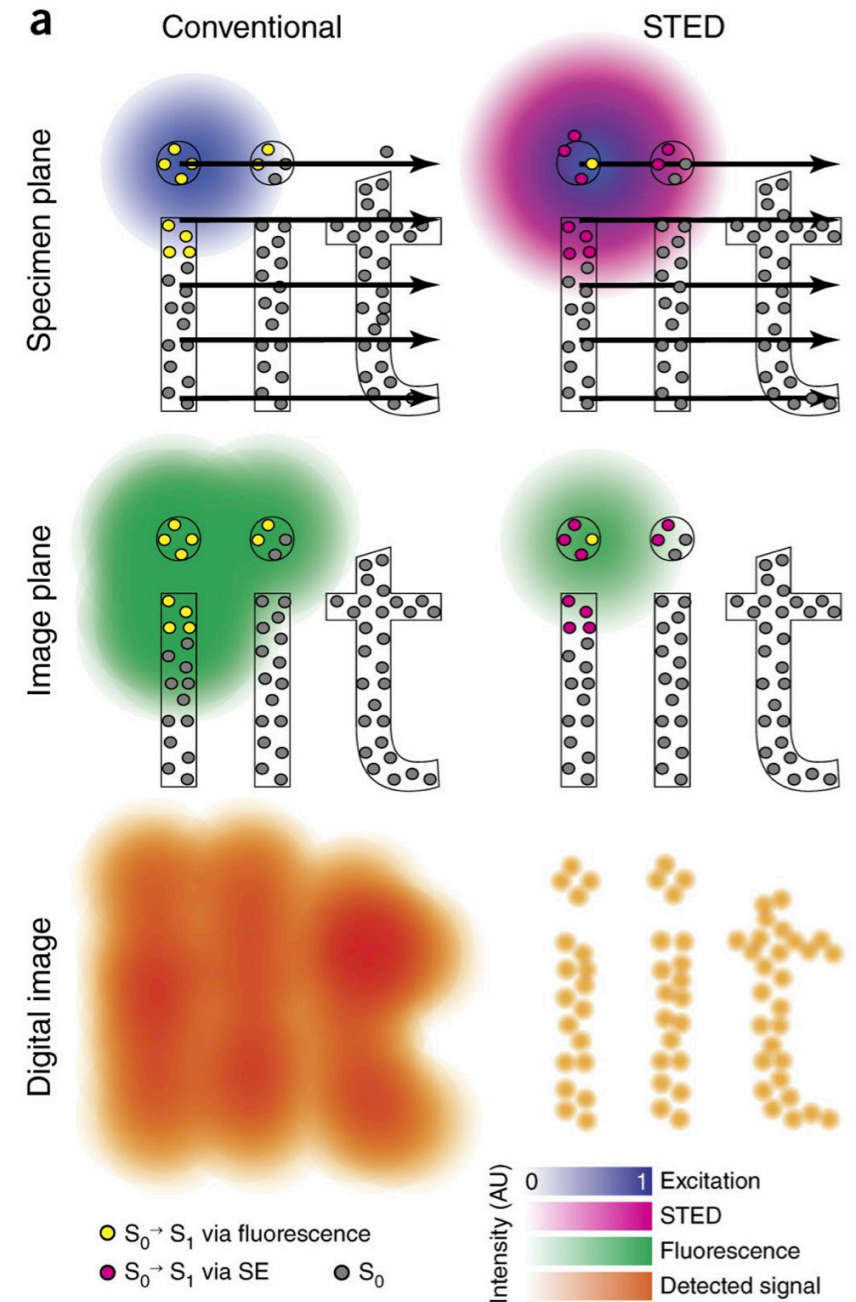 a
Conventional STED
Specimen plane
Image plane
Digital image
S₀→ S₁ via fluorescence
S₀→ S₁ via SE
S₀
Intensity (AU)
0 1 Excitation
STED
Fluorescence
Detected signal